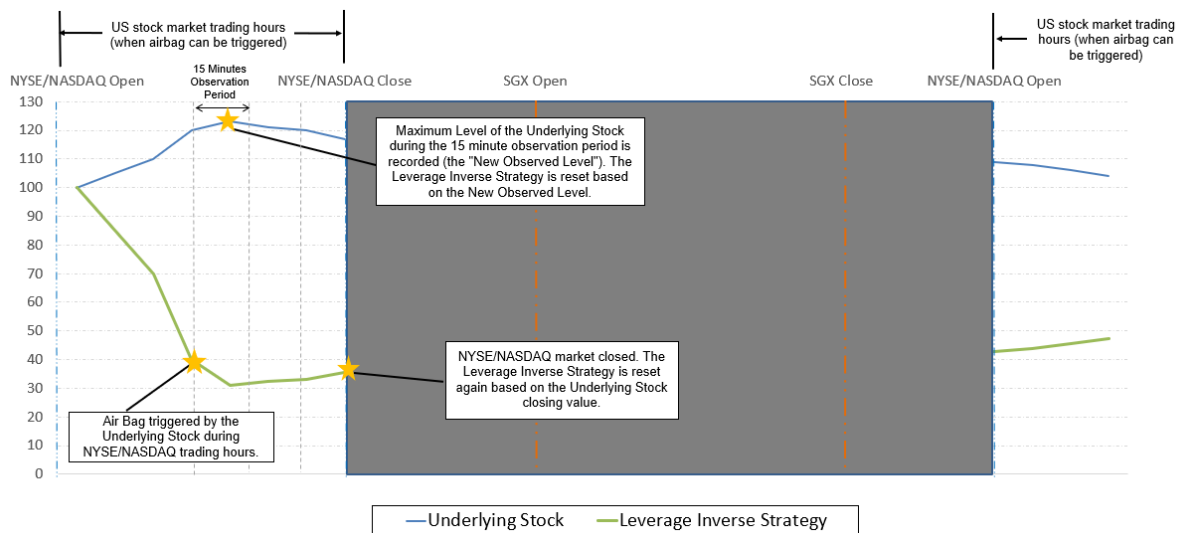 US stock market trading hours
(when airbag can be triggered)
US stock market trading
hours (when airbag can
be triggered)
NYSE/NASDAQ Open
15 Minutes
Observation
Period
NYSE/NASDAQ Close
SGX Open
SGX Close
NYSE/NASDAQ Open
130
120
110
100
90
80
70
60
50
40
30
20
10
0
Maximum Level of the Underlying Stock
during the 15 minute observation period is
recorded (the "New Observed Level"). The
Leverage Inverse Strategy is reset based
on the New Observed Level.
NYSE/NASDAQ market closed. The
Leverage Inverse Strategy is reset
again based on the Underlying Stock
closing value.
Air Bag triggered by the
Underlying Stock during
NYSE/NASDAQ trading hours.
Underlying Stock
Leverage Inverse Strategy